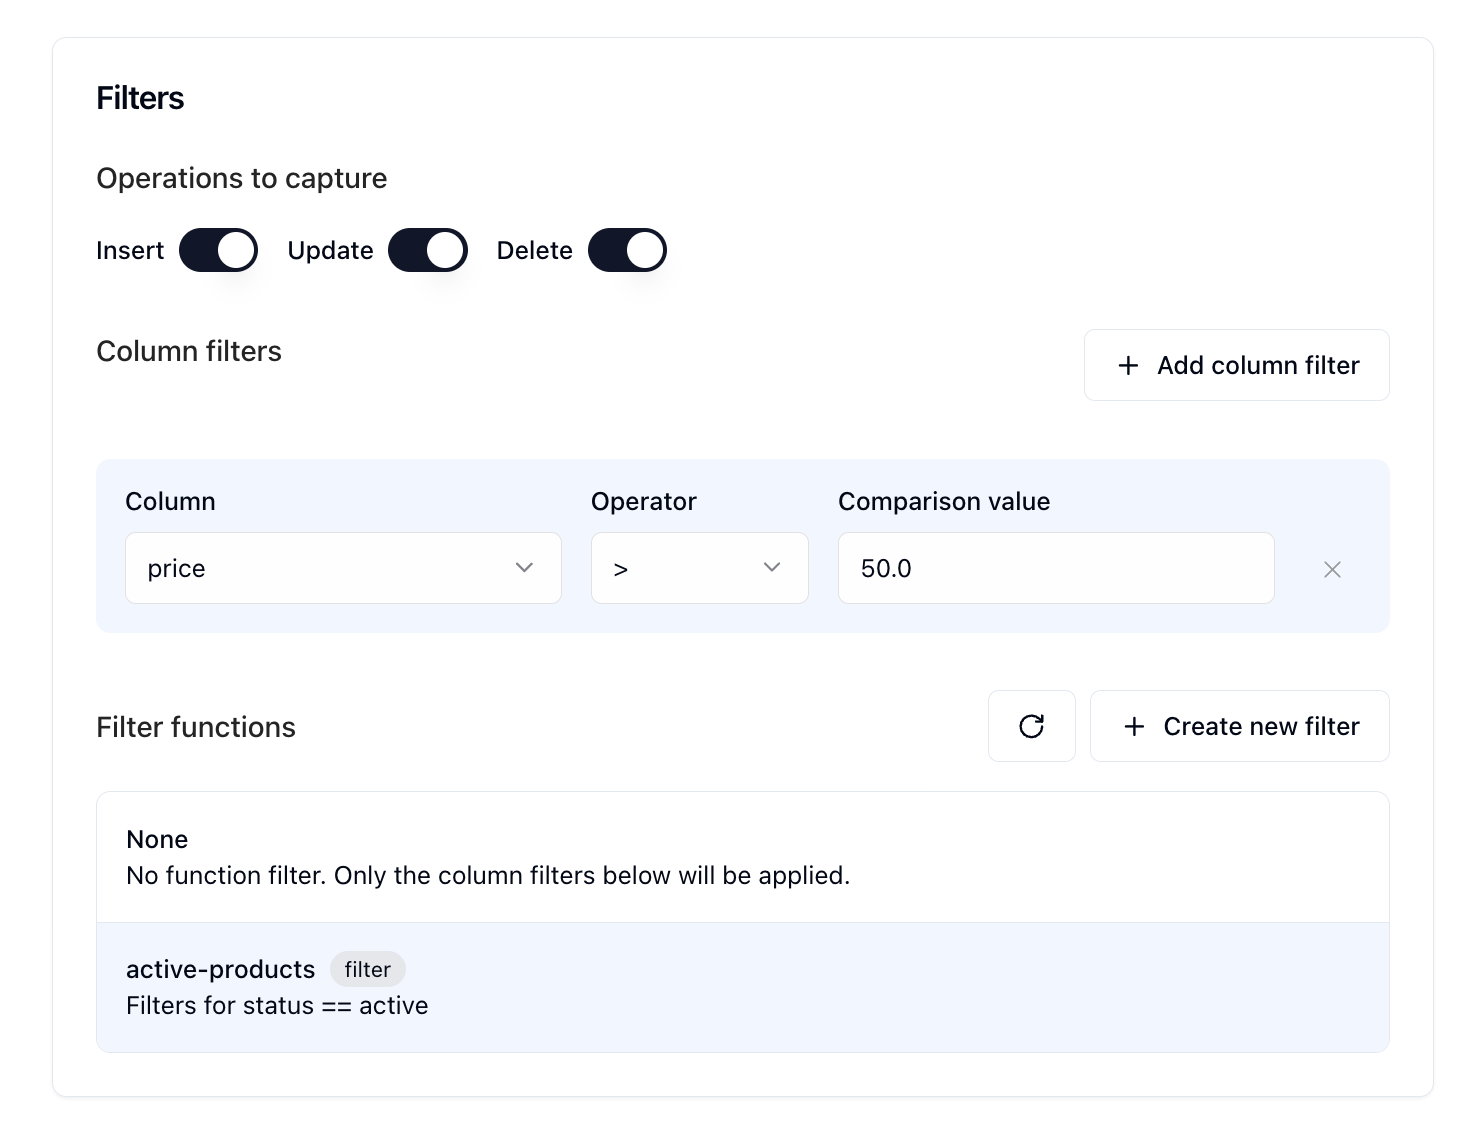 Filters
Operations to capture
Insert Update Delete
Column filters
Add column filter
Column Operator Comparison value
price > 50.0
Filter functions
Create new filter
None
No function filter. Only the column filters below will be applied.
active-products filter
Filters for status == active